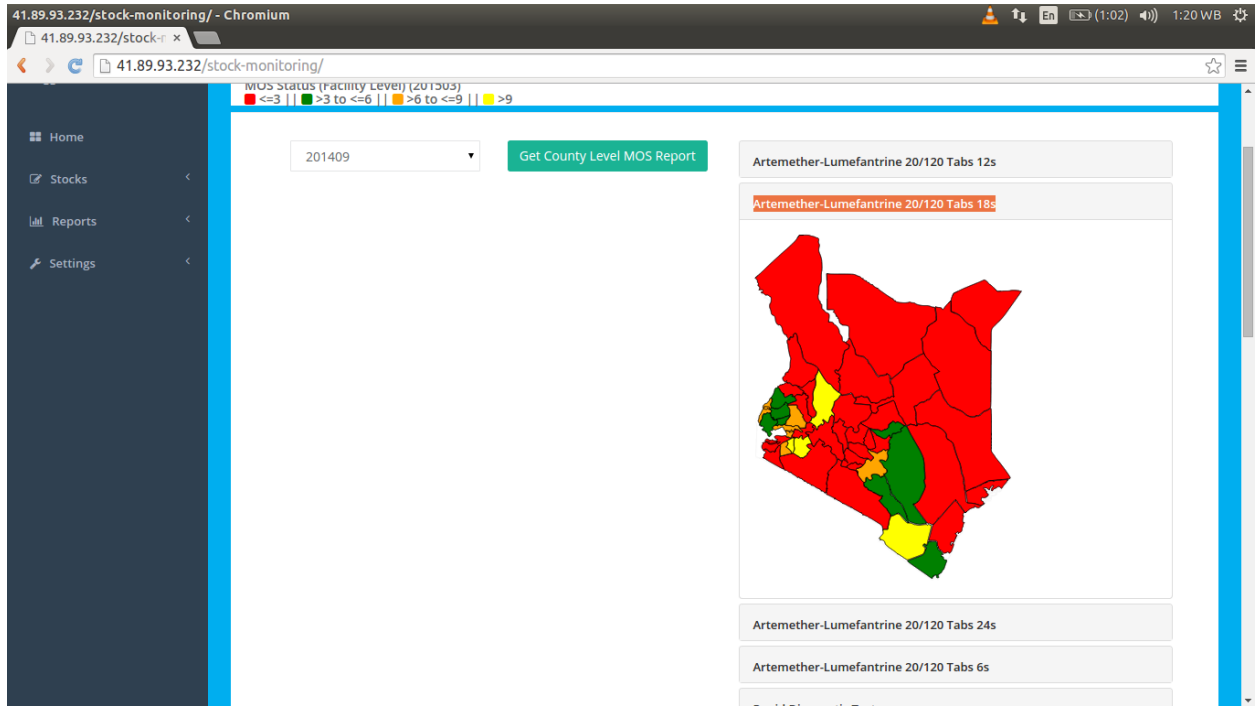 41.89.93.232/stock-monitoring/ - Chromium
En (1:02) 1:20 WB
41.89.93.232/stock-r
41.89.93.232/stock-monitoring/
MOS Status (Facility Level) (201503)
<=3 || >3 to <=6 || >6 to <=9 || >9
Home
Stocks
Reports
Settings
201409
Get County Level MOS Report
Artemether-Lumefantrine 20/120 Tabs 12s
Artemether-Lumefantrine 20/120 Tabs 18s
Artemether-Lumefantrine 20/120 Tabs 24s
Artemether-Lumefantrine 20/120 Tabs 6s